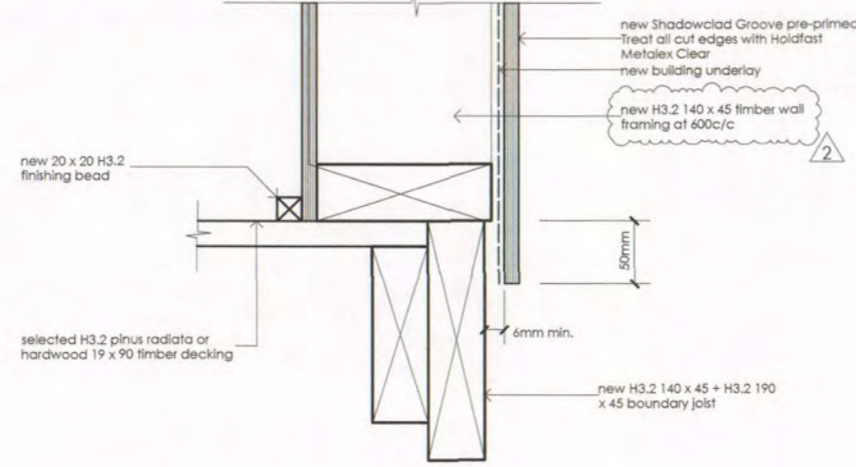 new Shadowclad Groove pre-primed
Treat all cut edges with Holdfast
Metalex Clear
new building underlay
new H3.2 140 x 45 timber wall
framing at 600c/c
2
new 20 x 20 H3.2
finishing bead
50mm
6mm min.
selected H3.2 pinus radiata or
hardwood 19 x 90 timber decking
new H3.2 140 x 45 + H3.2 190
x 45 boundary joist